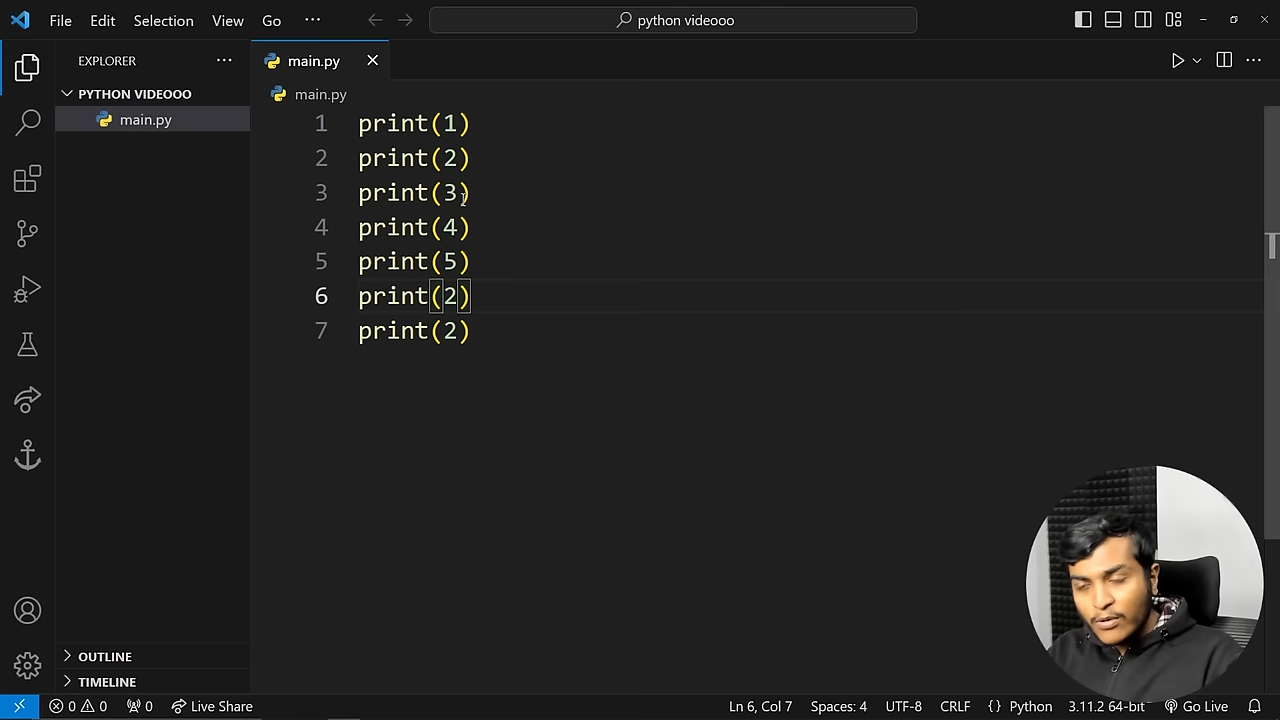 File Edit Selection View Go ··· python videooo
EXPLORER ···
PYTHON VIDEOOO
main.py
main.py
main.py
1 print(1)
2 print(2)
3 print(3)
4 print(4)
5 print(5)
6 print(2)
7 print(2)
OUTLINE
TIMELINE
0 0 0 Live Share Ln 6, Col 7 Spaces: 4 UTF-8 CRLF {} Python 3.11.2 64-bit Go Live